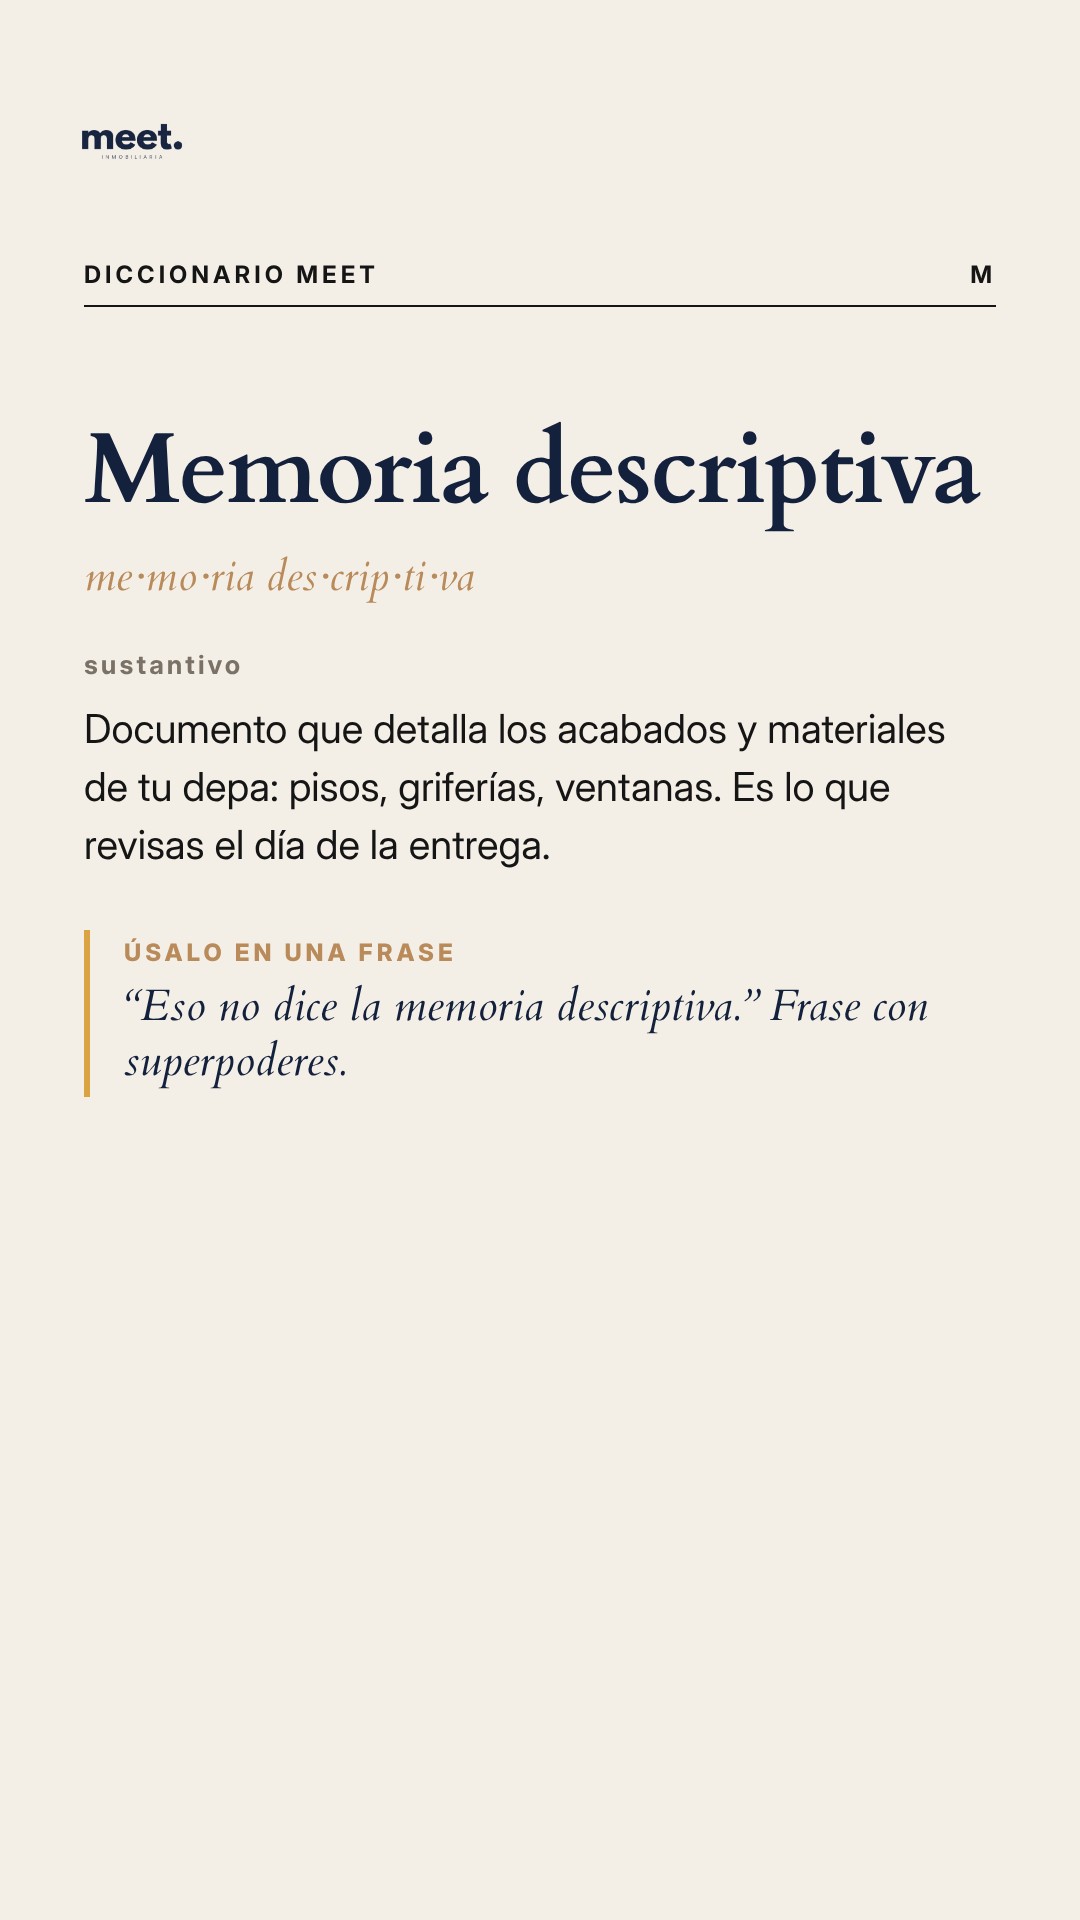 meet.
INMOBILIARIA
DICCIONARIO MEET
M
Memoria descriptiva
me·mo·ria des·crip·ti·va
sustantivo
Documento que detalla los acabados y materiales
de tu depa: pisos, griferías, ventanas. Es lo que
revisas el día de la entrega.
ÚSALO EN UNA FRASE
“Eso no dice la memoria descriptiva.” Frase con
superpoderes.